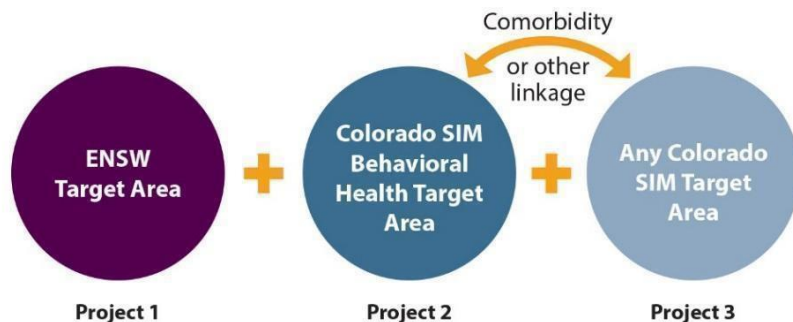 Comorbidity
or other
linkage
ENSW
Target Area
+
Colorado SIM
Behavioral
Health Target
Area
+
Any Colorado
SIM Target
Area
Project 1
Project 2
Project 3